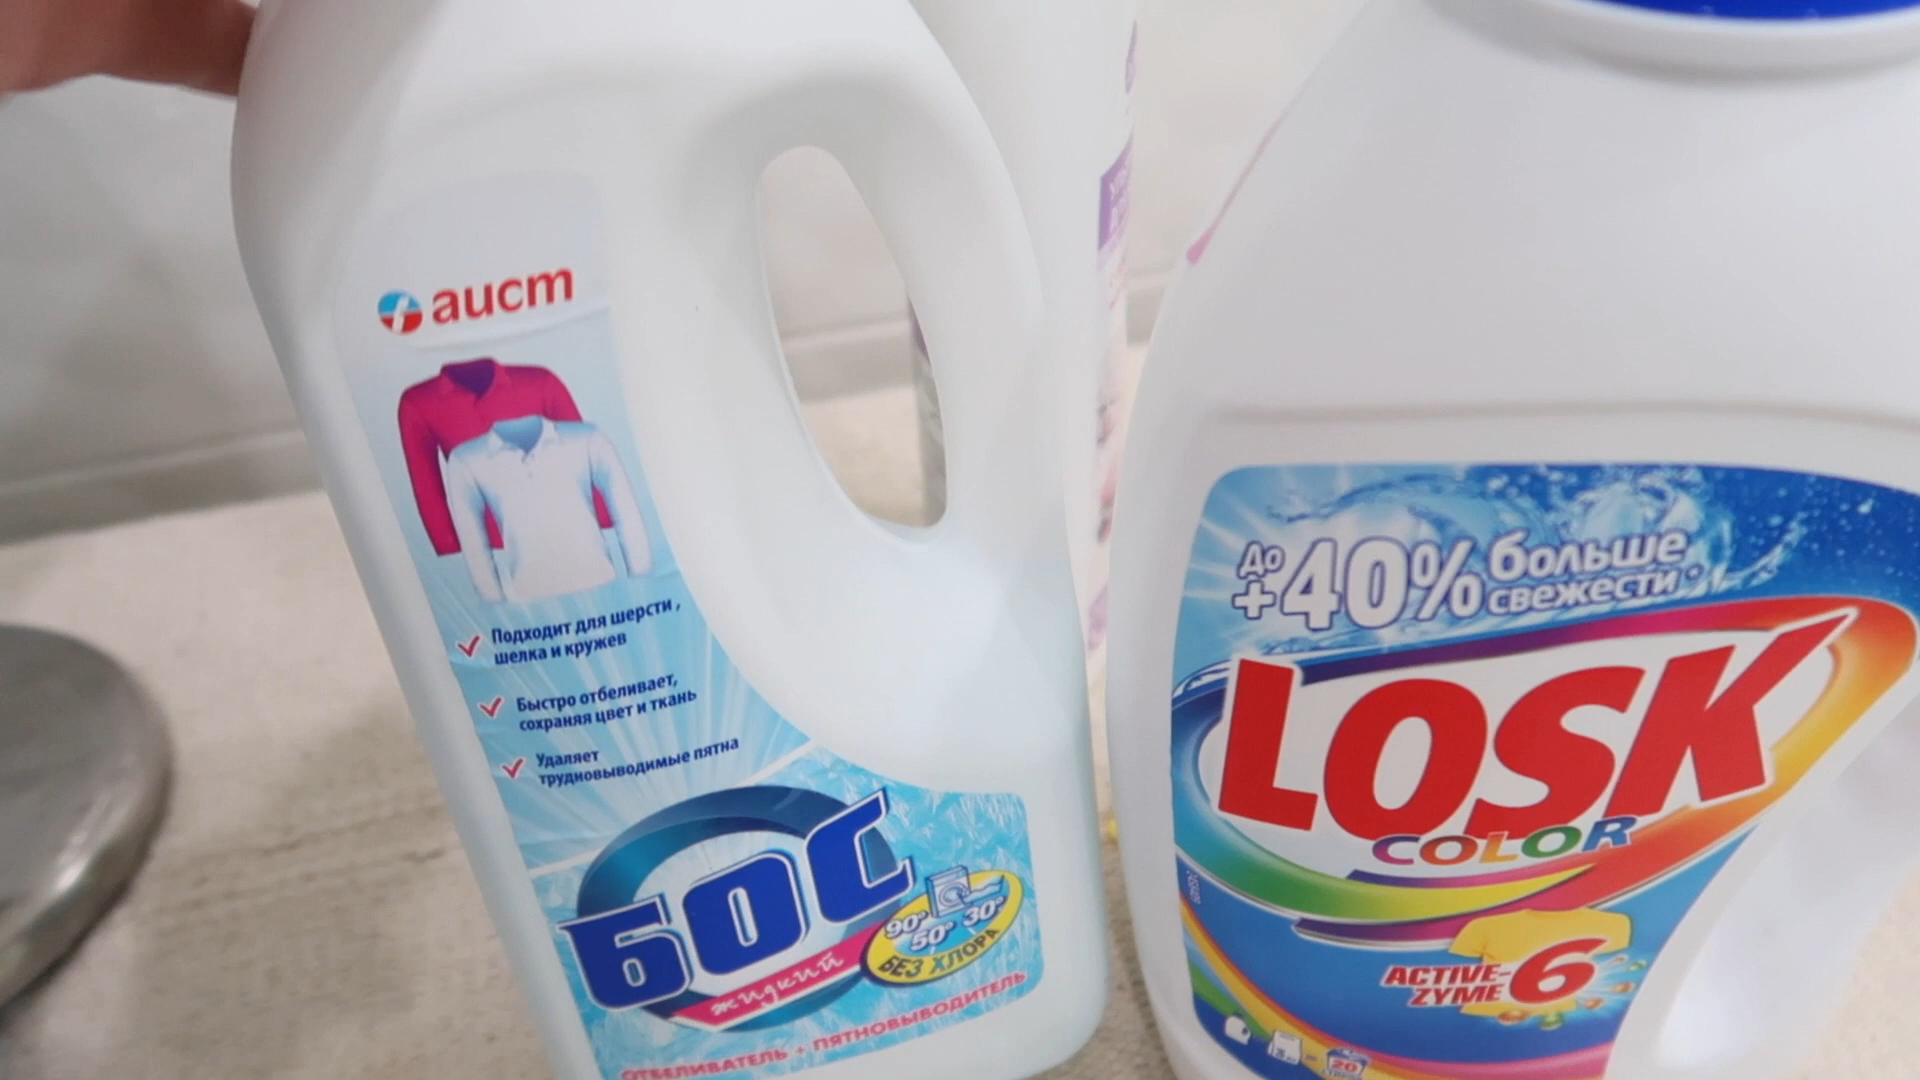 аист
Подходит для шерсти,
шелка и кружев
Быстро отбеливает,
сохраняя цвет и ткань
Удаляет
трудновыводимые пятна
БОС
жидкий
90° 30°
50°
БЕЗ ХЛОРА
ОТБЕЛИВАТЕЛЬ + ПЯТНОВЫВОДИТЕЛЬ
До +40% больше
свежести*
LOSK
COLOR
ACTIVE-
ZYME 6
20